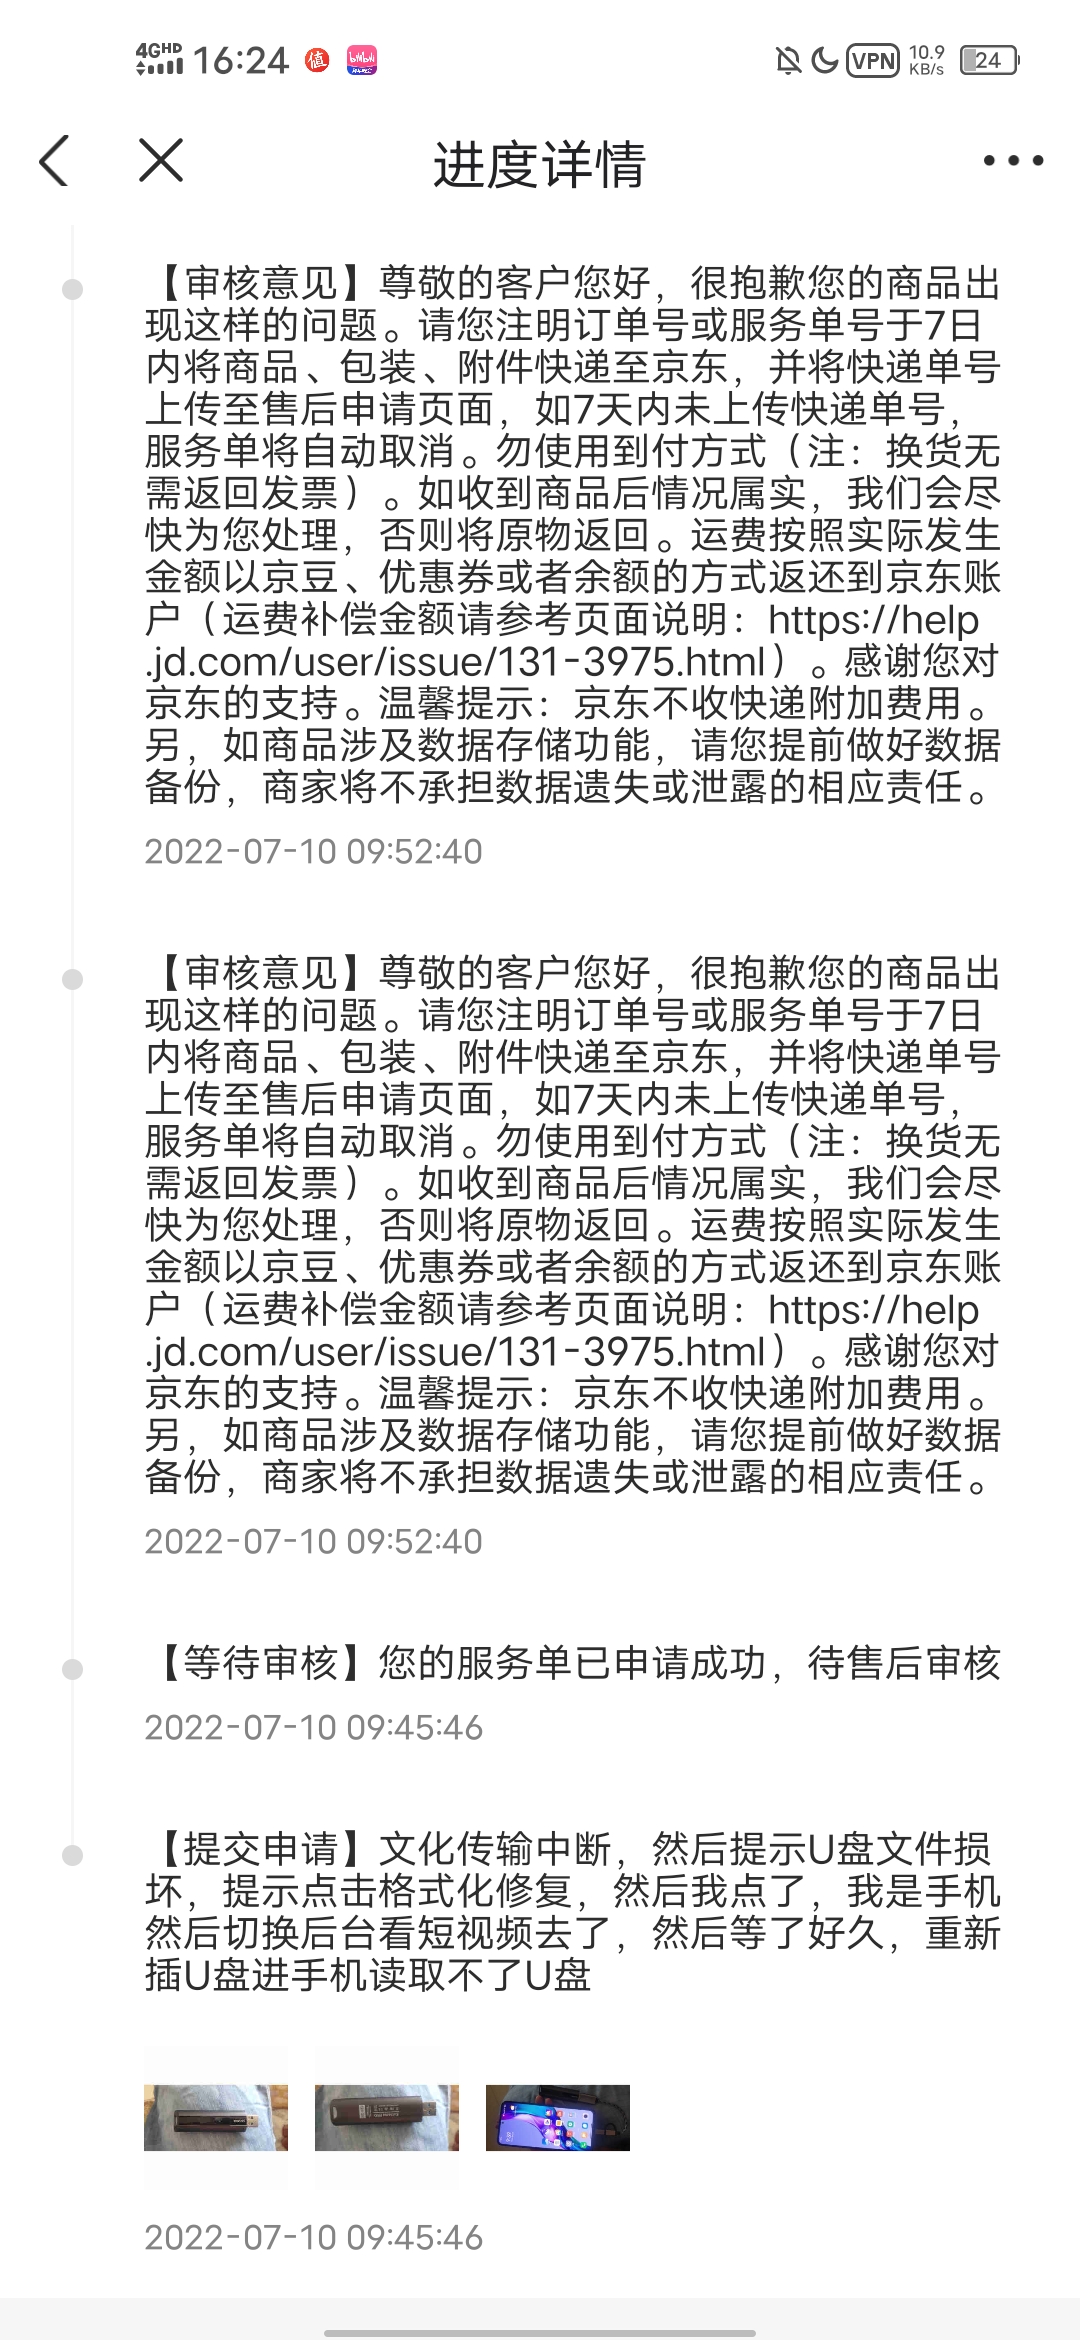 4GHD 16:24 值 bilibili VPN 10.9 KB/s 24
进度详情
【审核意见】尊敬的客户您好，很抱歉您的商品出
现这样的问题。请您注明订单号或服务单号于7日
内将商品、包装、附件快递至京东，并将快递单号
上传至售后申请页面，如7天内未上传快递单号，
服务单将自动取消。勿使用到付方式（注：换货无
需返回发票）。如收到商品后情况属实，我们会尽
快为您处理，否则将原物返回。运费按照实际发生
金额以京豆、优惠券或者余额的方式返还到京东账
户（运费补偿金额请参考页面说明：https://help
.jd.com/user/issue/131-3975.html）。感谢您对
京东的支持。温馨提示：京东不收快递附加费用。
另，如商品涉及数据存储功能，请您提前做好数据
备份，商家将不承担数据遗失或泄露的相应责任。
2022-07-10 09:52:40
【审核意见】尊敬的客户您好，很抱歉您的商品出
现这样的问题。请您注明订单号或服务单号于7日
内将商品、包装、附件快递至京东，并将快递单号
上传至售后申请页面，如7天内未上传快递单号，
服务单将自动取消。勿使用到付方式（注：换货无
需返回发票）。如收到商品后情况属实，我们会尽
快为您处理，否则将原物返回。运费按照实际发生
金额以京豆、优惠券或者余额的方式返还到京东账
户（运费补偿金额请参考页面说明：https://help
.jd.com/user/issue/131-3975.html）。感谢您对
京东的支持。温馨提示：京东不收快递附加费用。
另，如商品涉及数据存储功能，请您提前做好数据
备份，商家将不承担数据遗失或泄露的相应责任。
2022-07-10 09:52:40
【等待审核】您的服务单已申请成功，待售后审核
2022-07-10 09:45:46
【提交申请】文化传输中断，然后提示U盘文件损
坏，提示点击格式化修复，然后我点了，我是手机
然后切换后台看短视频去了，然后等了好久，重新
插U盘进手机读取不了U盘
2022-07-10 09:45:46